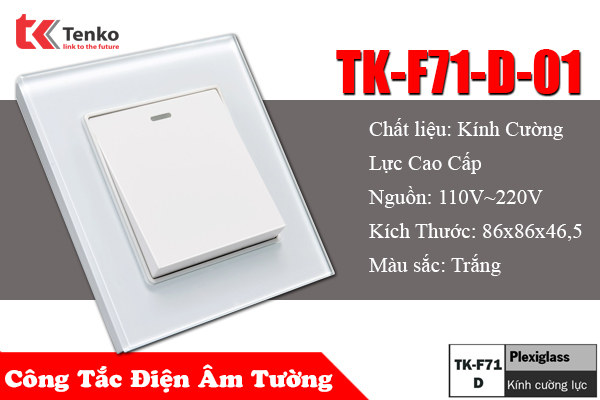 tk Tenko
link to the future
TK-F71-D-01
Chất liệu: Kính Cường
Lực Cao Cấp
Nguồn: 110V~220V
Kích Thước: 86x86x46,5
Màu sắc: Trắng
Công Tắc Điện Âm Tường
TK-F71
D
Plexiglass
Kính cường lực